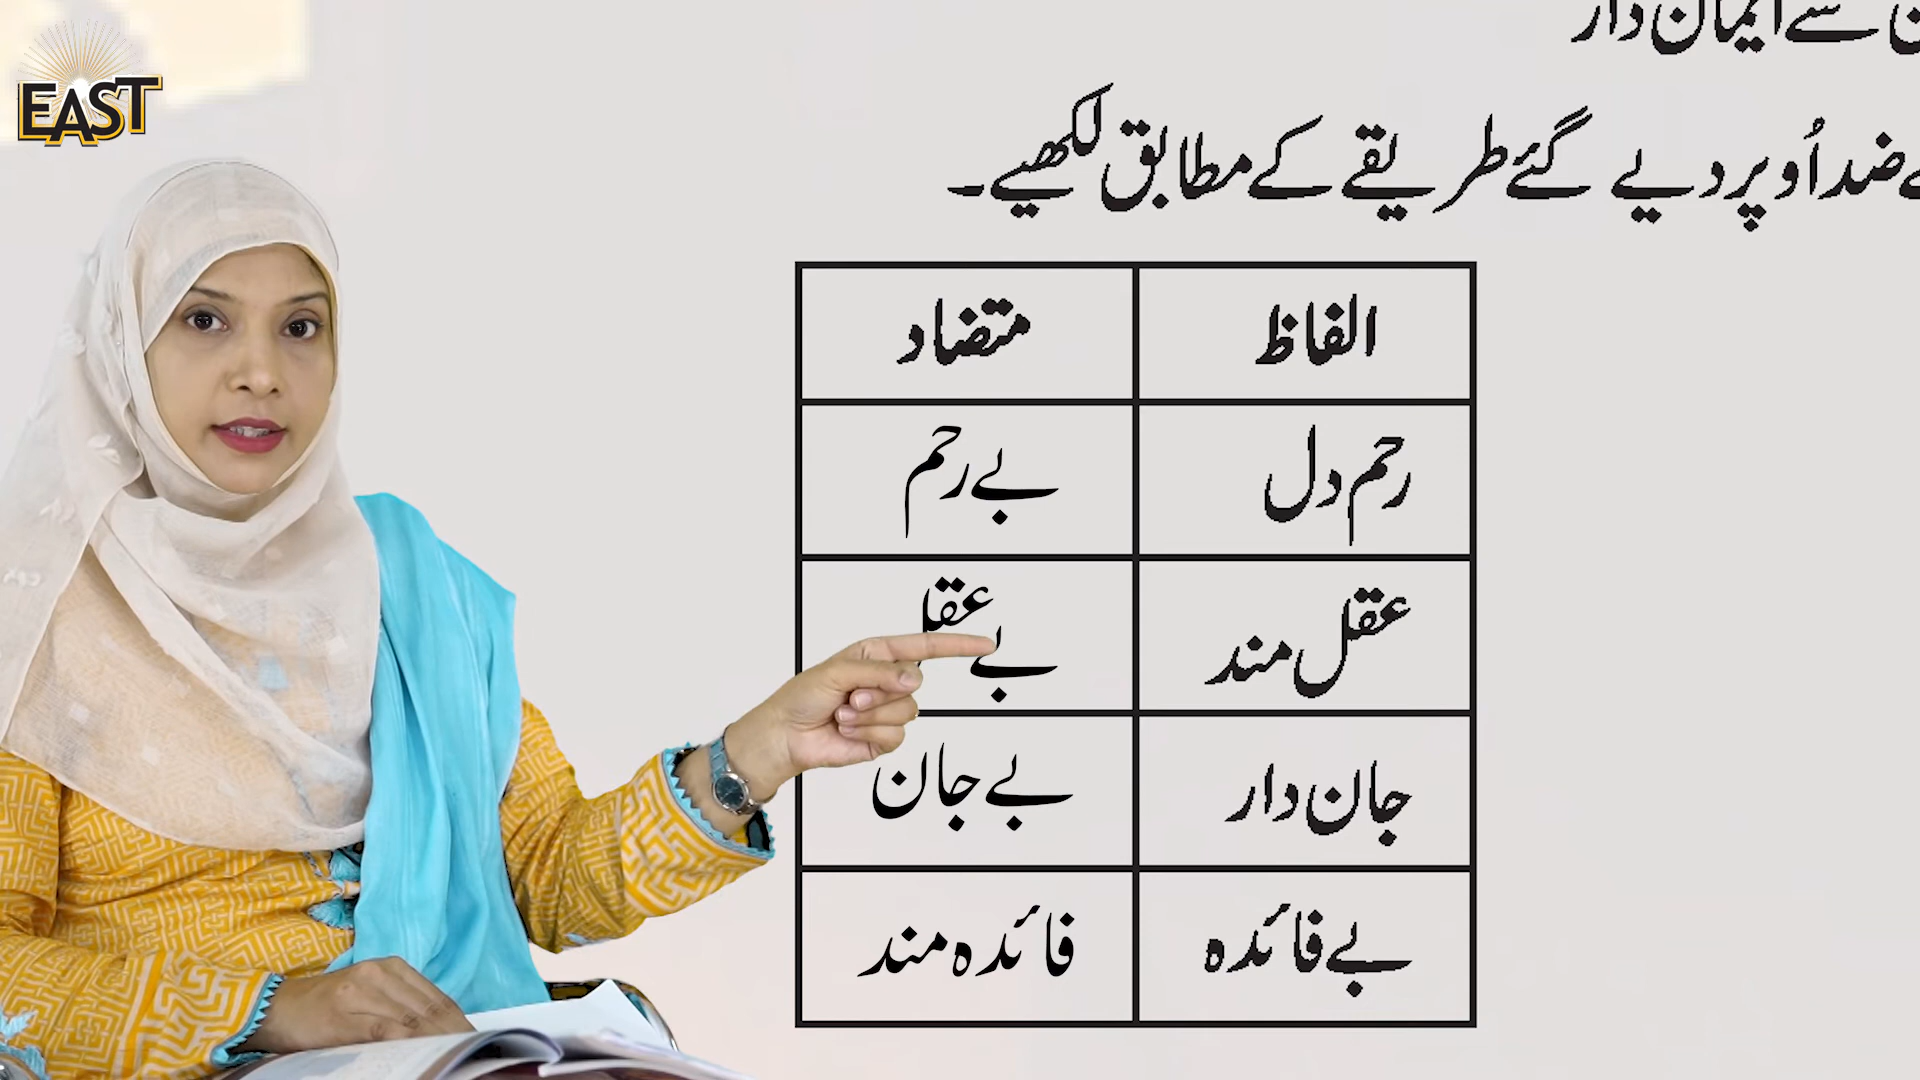 EAST
سے ایمان دار
ضد اُوپر دیے گئے طریقے کے مطابق لکھیے۔
الفاظ متضاد
رحم دل بے رحم
عقل مند بے
جان دار بے جان
بے فائدہ فائدہ مند